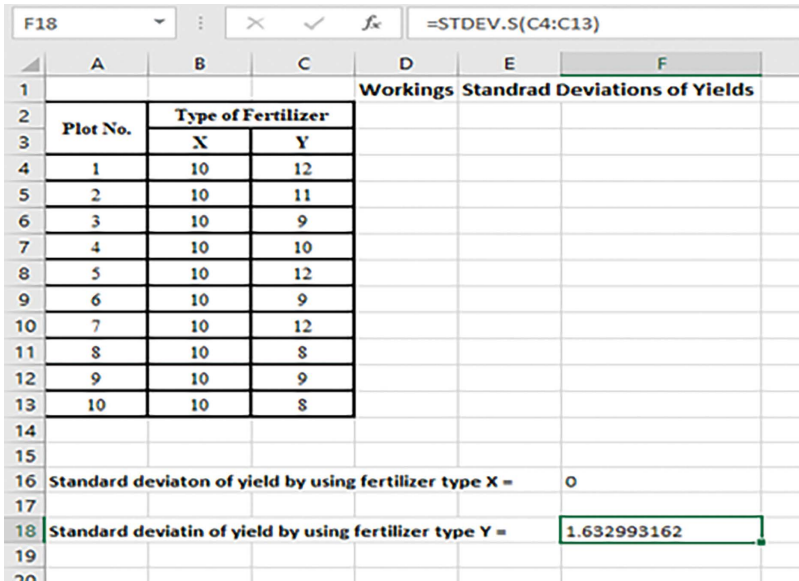 F18 fx =STDEV.S(C4:C13)
A B C D E F
1 Workings Standrad Deviations of Yields
2 Plot No. Type of Fertilizer
3 X Y
4 1 10 12
5 2 10 11
6 3 10 9
7 4 10 10
8 5 10 12
9 6 10 9
10 7 10 12
11 8 10 8
12 9 10 9
13 10 10 8
14
15
16 Standard deviaton of yield by using fertilizer type X = 0
17
18 Standard deviatin of yield by using fertilizer type Y = 1.632993162
19
20